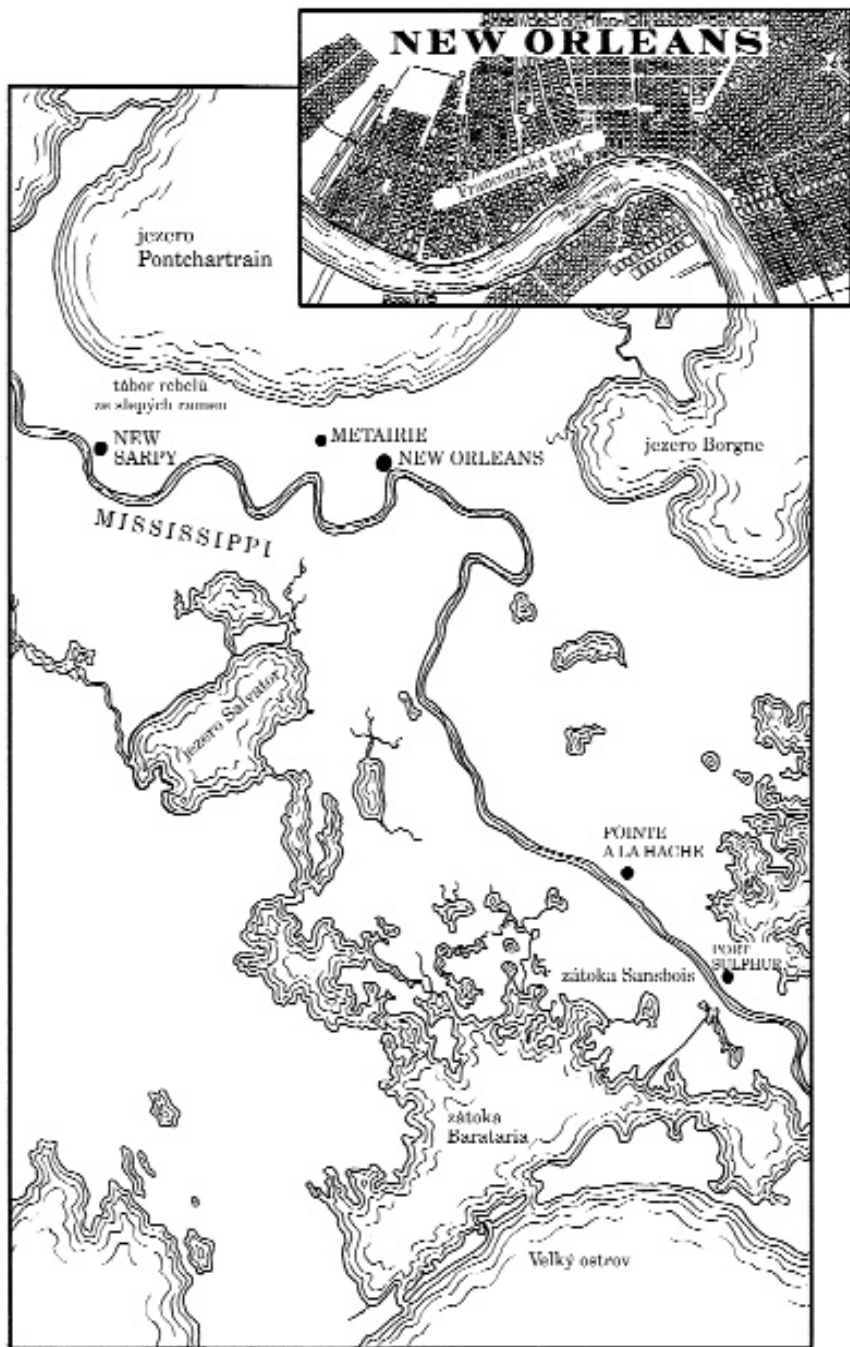 NEW ORLEANS
Francouzská čtvrť
jezero
Pontchartrain
tábor rebelů
ze slepých ramen
NEW
SARPY
METAIRIE
NEW ORLEANS
jezero Borgne
MISSISSIPPI
jezero Salvator
POINTE
A LA HACHE
PORT
SULPHUR
zátoka Sansbois
zátoka
Barataria
Velký ostrov